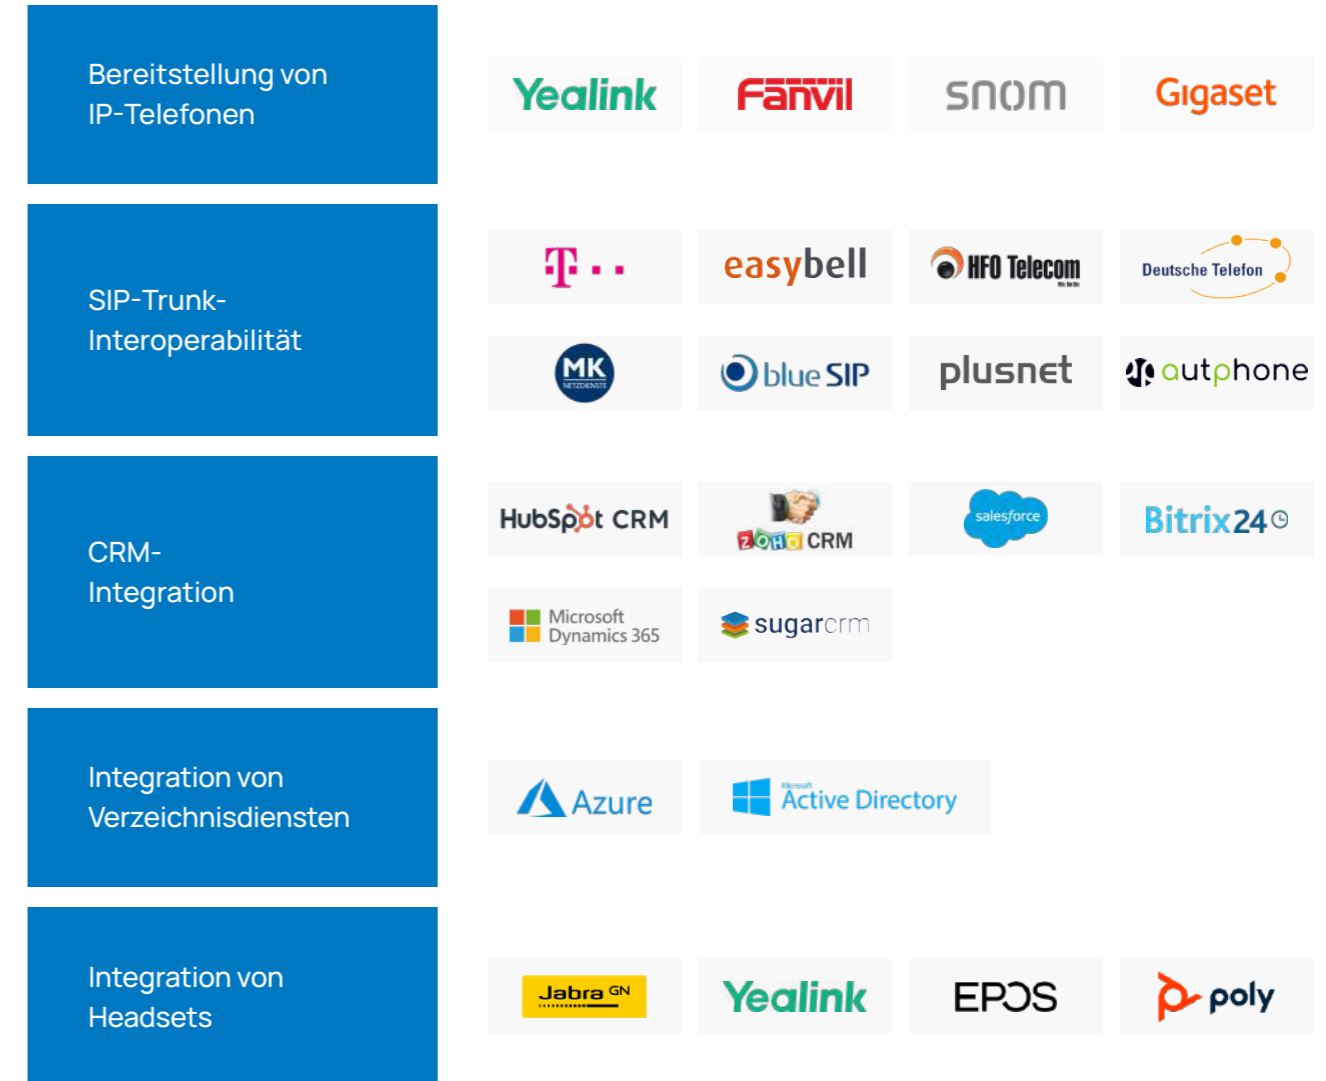 Bereitstellung von
IP-Telefonen
Yealink
Fanvil
snom
Gigaset
SIP-Trunk-
Interoperabilität
T
easybell
HFO Telecom
Deutsche Telefon
MK
NETZDIENSTE
blue SIP
plusnet
autphone
CRM-
Integration
HubSpot CRM
ZOHO CRM
salesforce
Bitrix24
Microsoft
Dynamics 365
sugarcrm
Integration von
Verzeichnisdiensten
Azure
Microsoft
Active Directory
Integration von
Headsets
Jabra GN
Yealink
EPOS
poly